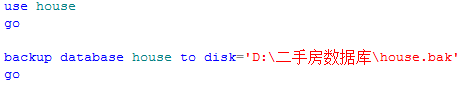 use house
go
backup database house to disk='D:\二手房数据库\house.bak'
go